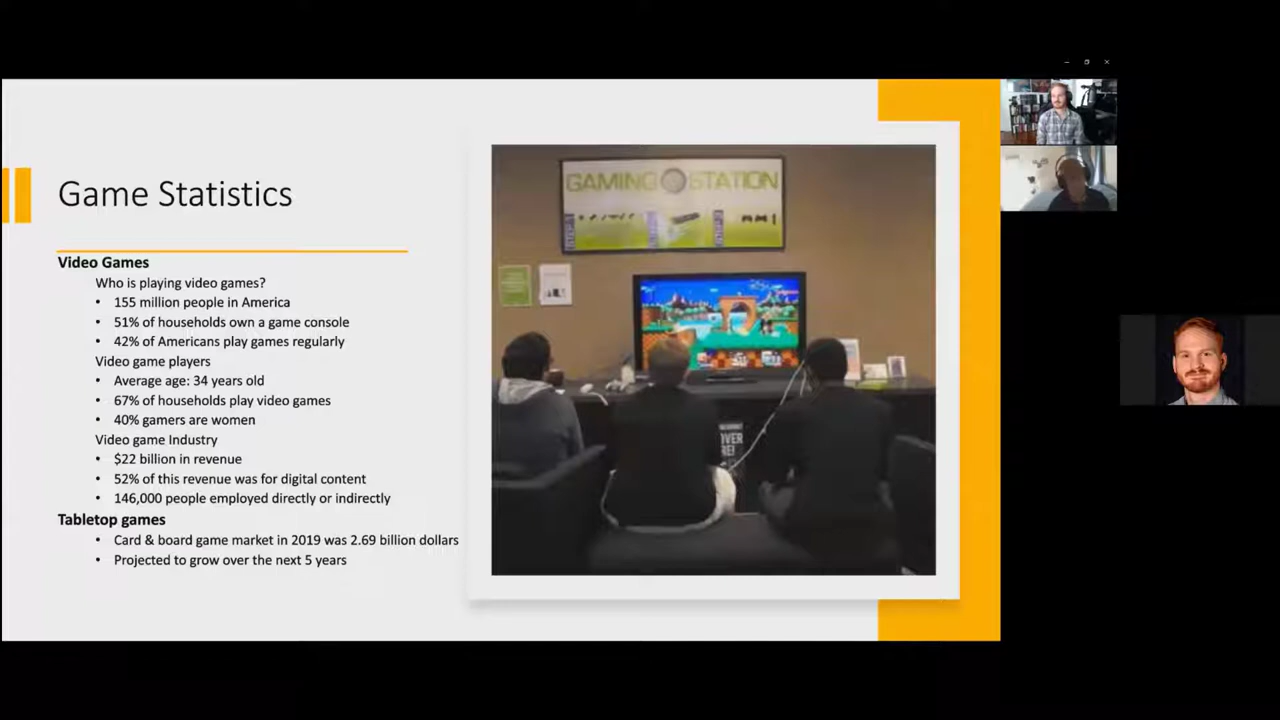 Game Statistics
Video Games
Who is playing video games?
• 155 million people in America
• 51% of households own a game console
• 42% of Americans play games regularly
Video game players
• Average age: 34 years old
• 67% of households play video games
• 40% gamers are women
Video game Industry
• $22 billion in revenue
• 52% of this revenue was for digital content
• 146,000 people employed directly or indirectly
Tabletop games
• Card & board game market in 2019 was 2.69 billion dollars
• Projected to grow over the next 5 years
GAMING STATION
OVER